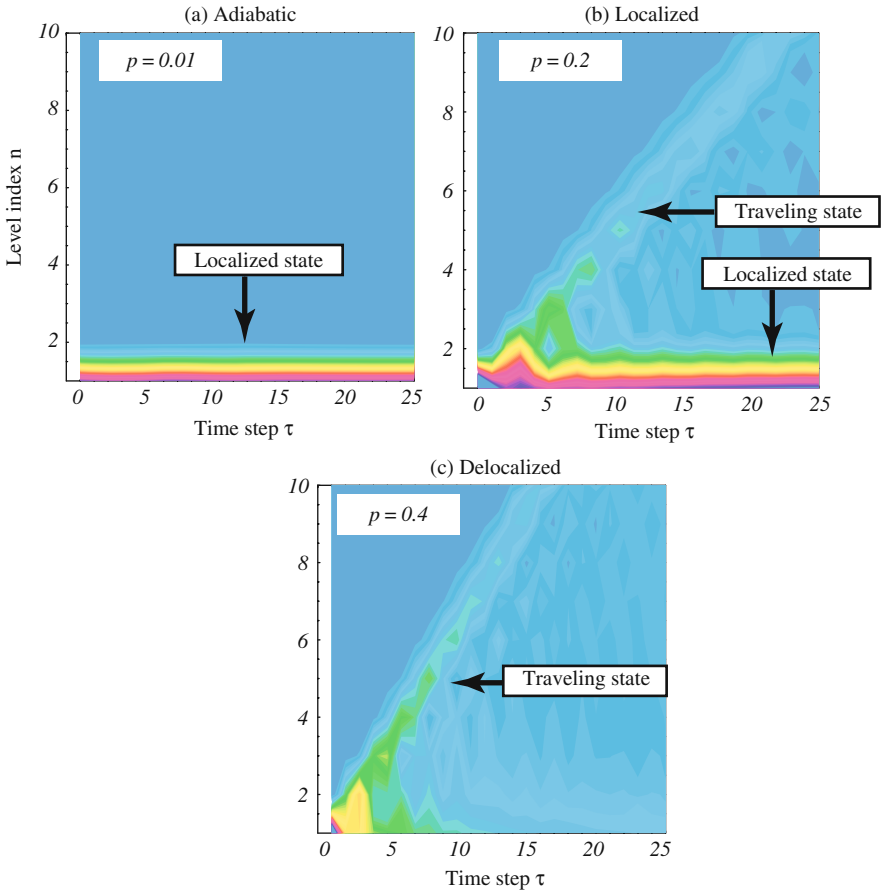 (a) Adiabatic
(b) Localized
10
8
6
4
2
Level index n
p = 0.01
Localized state
0 5 10 15 20 25
Time step τ
10
8
6
4
2
p = 0.2
Traveling state
Localized state
0 5 10 15 20 25
Time step τ
(c) Delocalized
10
8
6
4
2
p = 0.4
Traveling state
0 5 10 15 20 25
Time step τ